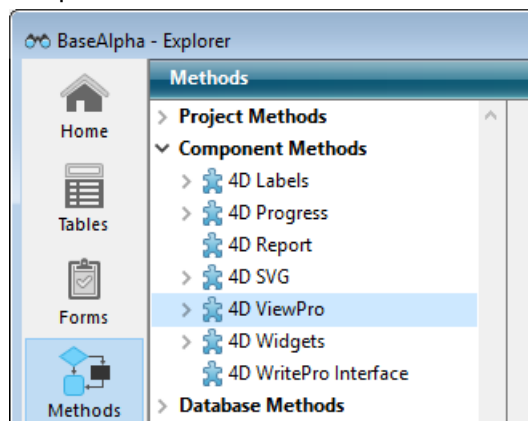 BaseAlpha - Explorer
Methods
Home
Tables
Forms
Methods
Project Methods
Component Methods
4D Labels
4D Progress
4D Report
4D SVG
4D ViewPro
4D Widgets
4D WritePro Interface
Database Methods